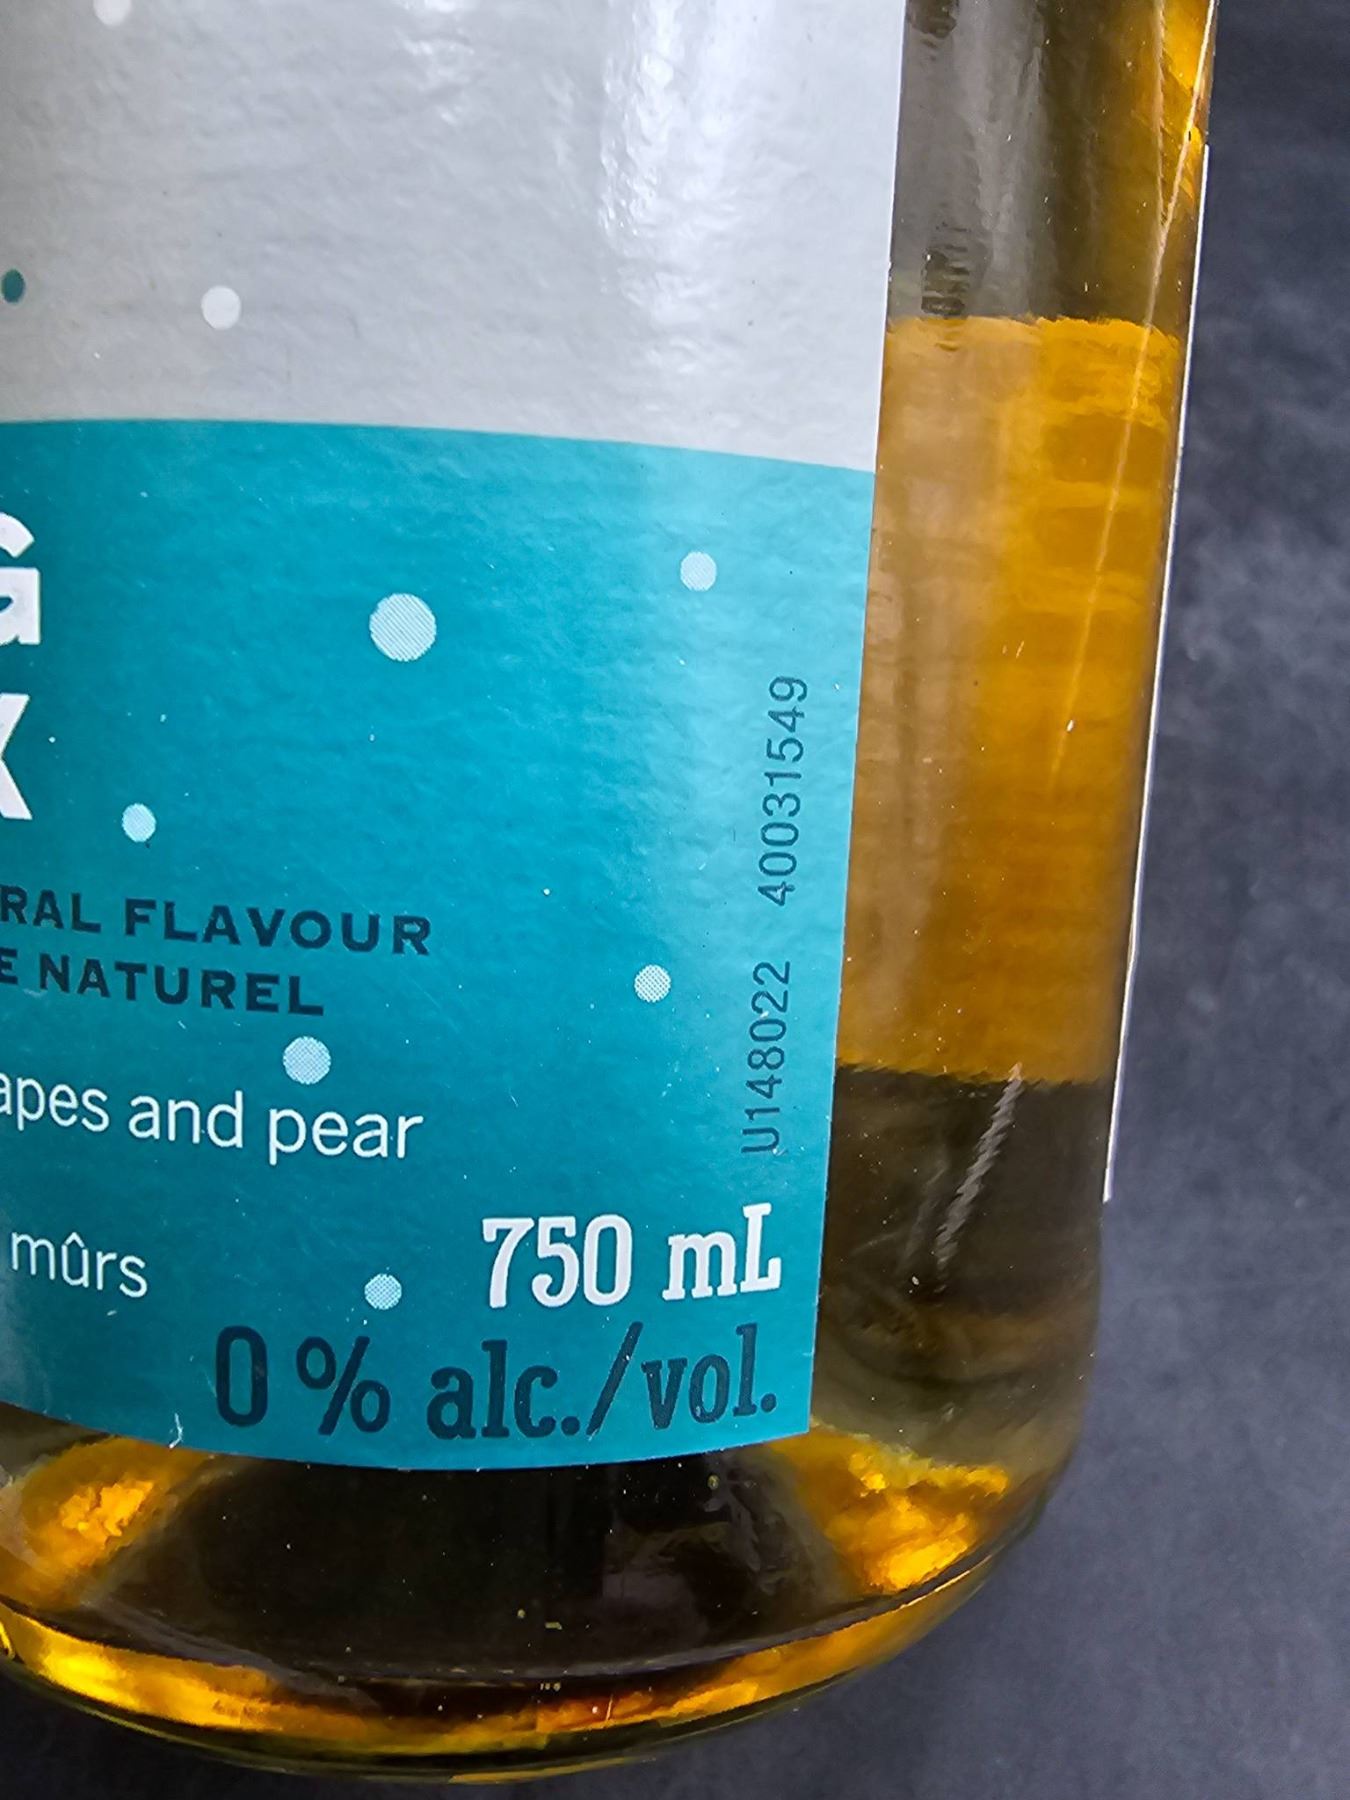 G
X
RAL FLAVOUR
E NATUREL
apes and pear
mûrs
750 mL
0 % alc./vol.
U148022 40031549